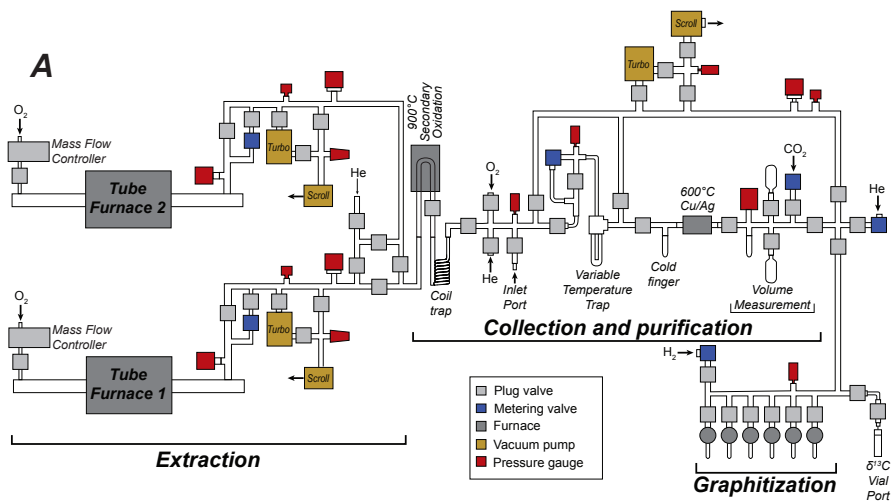 A
O₂
Mass Flow
Controller
Tube
Furnace 2
Turbo
Scroll
He
900°C
Secondary
Oxidation
O₂
Mass Flow
Controller
Tube
Furnace 1
Turbo
Scroll
Extraction
Coil
trap
O₂
He
Inlet
Port
Turbo
Scroll
Variable
Temperature
Trap
Cold
finger
600°C
Cu/Ag
CO₂
He
Volume
Measurement
Collection and purification
H₂
Graphitization
δ¹³C
Vial
Port
Plug valve
Metering valve
Furnace
Vacuum pump
Pressure gauge